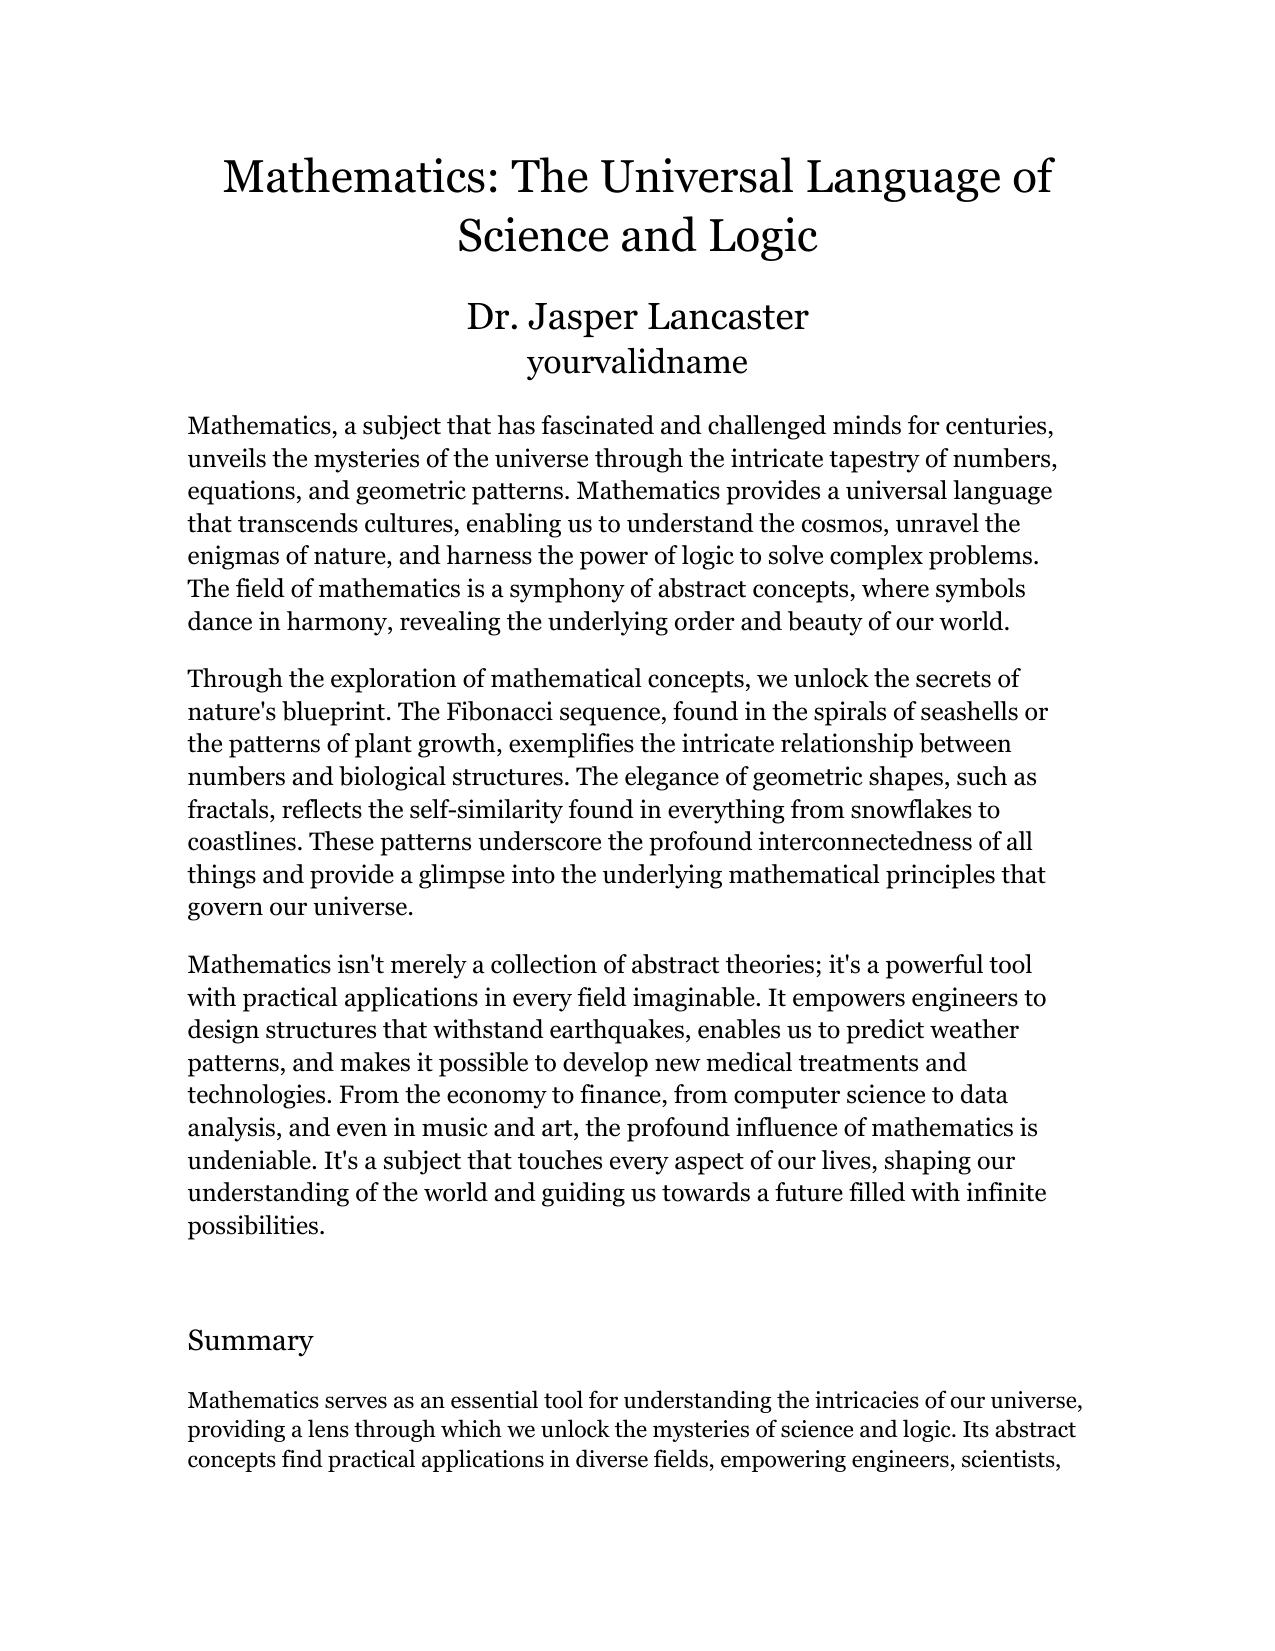 Mathematics: The Universal Language of
Science and Logic
Dr. Jasper Lancaster
yourvalidname
Mathematics, a subject that has fascinated and challenged minds for centuries,
unveils the mysteries of the universe through the intricate tapestry of numbers,
equations, and geometric patterns. Mathematics provides a universal language
that transcends cultures, enabling us to understand the cosmos, unravel the
enigmas of nature, and harness the power of logic to solve complex problems.
The field of mathematics is a symphony of abstract concepts, where symbols
dance in harmony, revealing the underlying order and beauty of our world.
Through the exploration of mathematical concepts, we unlock the secrets of
nature's blueprint. The Fibonacci sequence, found in the spirals of seashells or
the patterns of plant growth, exemplifies the intricate relationship between
numbers and biological structures. The elegance of geometric shapes, such as
fractals, reflects the self-similarity found in everything from snowflakes to
coastlines. These patterns underscore the profound interconnectedness of all
things and provide a glimpse into the underlying mathematical principles that
govern our universe.
Mathematics isn't merely a collection of abstract theories; it's a powerful tool
with practical applications in every field imaginable. It empowers engineers to
design structures that withstand earthquakes, enables us to predict weather
patterns, and makes it possible to develop new medical treatments and
technologies. From the economy to finance, from computer science to data
analysis, and even in music and art, the profound influence of mathematics is
undeniable. It's a subject that touches every aspect of our lives, shaping our
understanding of the world and guiding us towards a future filled with infinite
possibilities.
Summary
Mathematics serves as an essential tool for understanding the intricacies of our universe,
providing a lens through which we unlock the mysteries of science and logic. Its abstract
concepts find practical applications in diverse fields, empowering engineers, scientists,